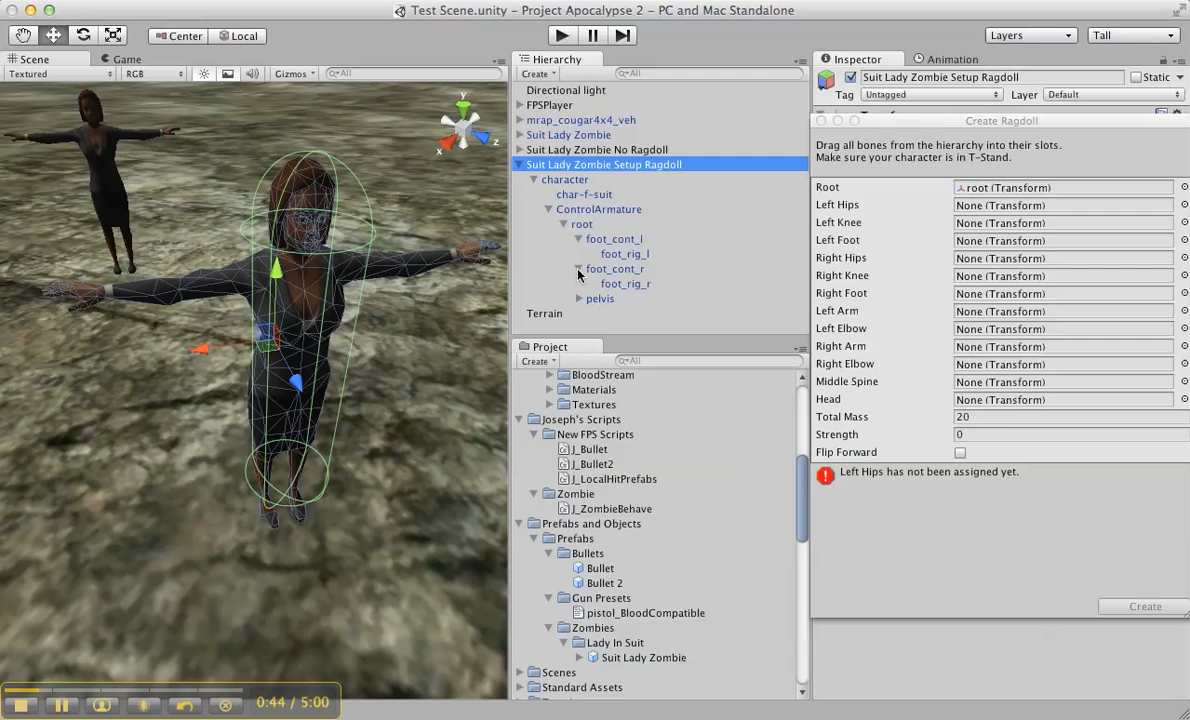 Test Scene.unity - Project Apocalypse 2 - PC and Mac Standalone
Center
Local
Layers
Tall
Scene
Game
Textured
RGB
Gizmos
All
Hierarchy
Create
All
Directional light
FPSPlayer
mrap_cougar4x4_veh
Suit Lady Zombie
Suit Lady Zombie No Ragdoll
Suit Lady Zombie Setup Ragdoll
character
char-f-suit
ControlArmature
root
foot_cont_l
foot_rig_l
foot_cont_r
foot_rig_r
pelvis
Terrain
Project
Create
All
BloodStream
Materials
Textures
Joseph's Scripts
New FPS Scripts
J_Bullet
J_Bullet2
J_LocalHitPrefabs
Zombie
J_ZombieBehave
Prefabs and Objects
Prefabs
Bullets
Bullet
Bullet 2
Gun Presets
pistol_BloodCompatible
Zombies
Lady In Suit
Suit Lady Zombie
Scenes
Standard Assets
Inspector
Animation
Suit Lady Zombie Setup Ragdoll
Static
Tag Untagged Layer Default
Create Ragdoll
Drag all bones from the hierarchy into their slots.
Make sure your character is in T-Stand.
Root root (Transform)
Left Hips None (Transform)
Left Knee None (Transform)
Left Foot None (Transform)
Right Hips None (Transform)
Right Knee None (Transform)
Right Foot None (Transform)
Left Arm None (Transform)
Left Elbow None (Transform)
Right Arm None (Transform)
Right Elbow None (Transform)
Middle Spine None (Transform)
Head None (Transform)
Total Mass 20
Strength 0
Flip Forward
Left Hips has not been assigned yet.
Create
0:44 / 5:00
x
y
z